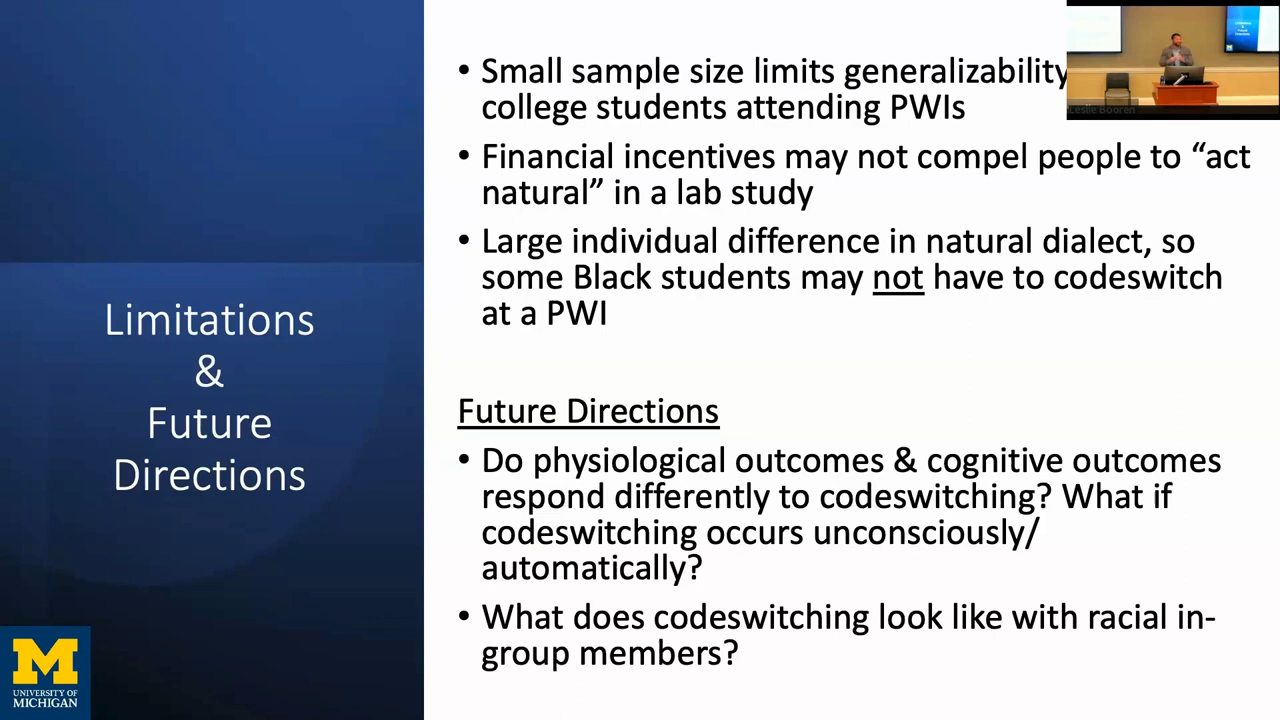 Limitations
&
Future
Directions
UNIVERSITY OF
MICHIGAN
• Small sample size limits generalizability
college students attending PWIs
• Financial incentives may not compel people to “act
natural” in a lab study
• Large individual difference in natural dialect, so
some Black students may not have to codeswitch
at a PWI
Future Directions
• Do physiological outcomes & cognitive outcomes
respond differently to codeswitching? What if
codeswitching occurs unconsciously/
automatically?
• What does codeswitching look like with racial in-
group members?
Leslie Booren